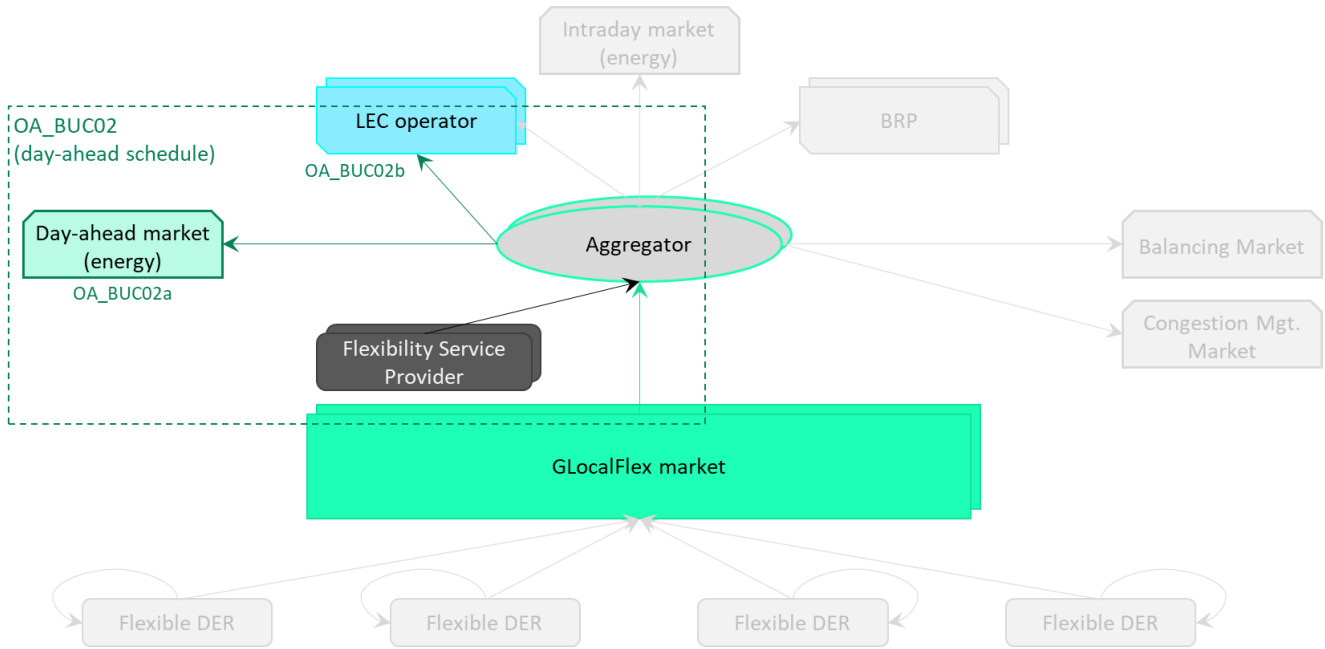 Intraday market
(energy)
LEC operator
BRP
OA_BUC02
(day-ahead schedule)
OA_BUC02b
Day-ahead market
(energy)
OA_BUC02a
Aggregator
Balancing Market
Congestion Mgt.
Market
Flexibility Service
Provider
GLocalFlex market
Flexible DER
Flexible DER
Flexible DER
Flexible DER